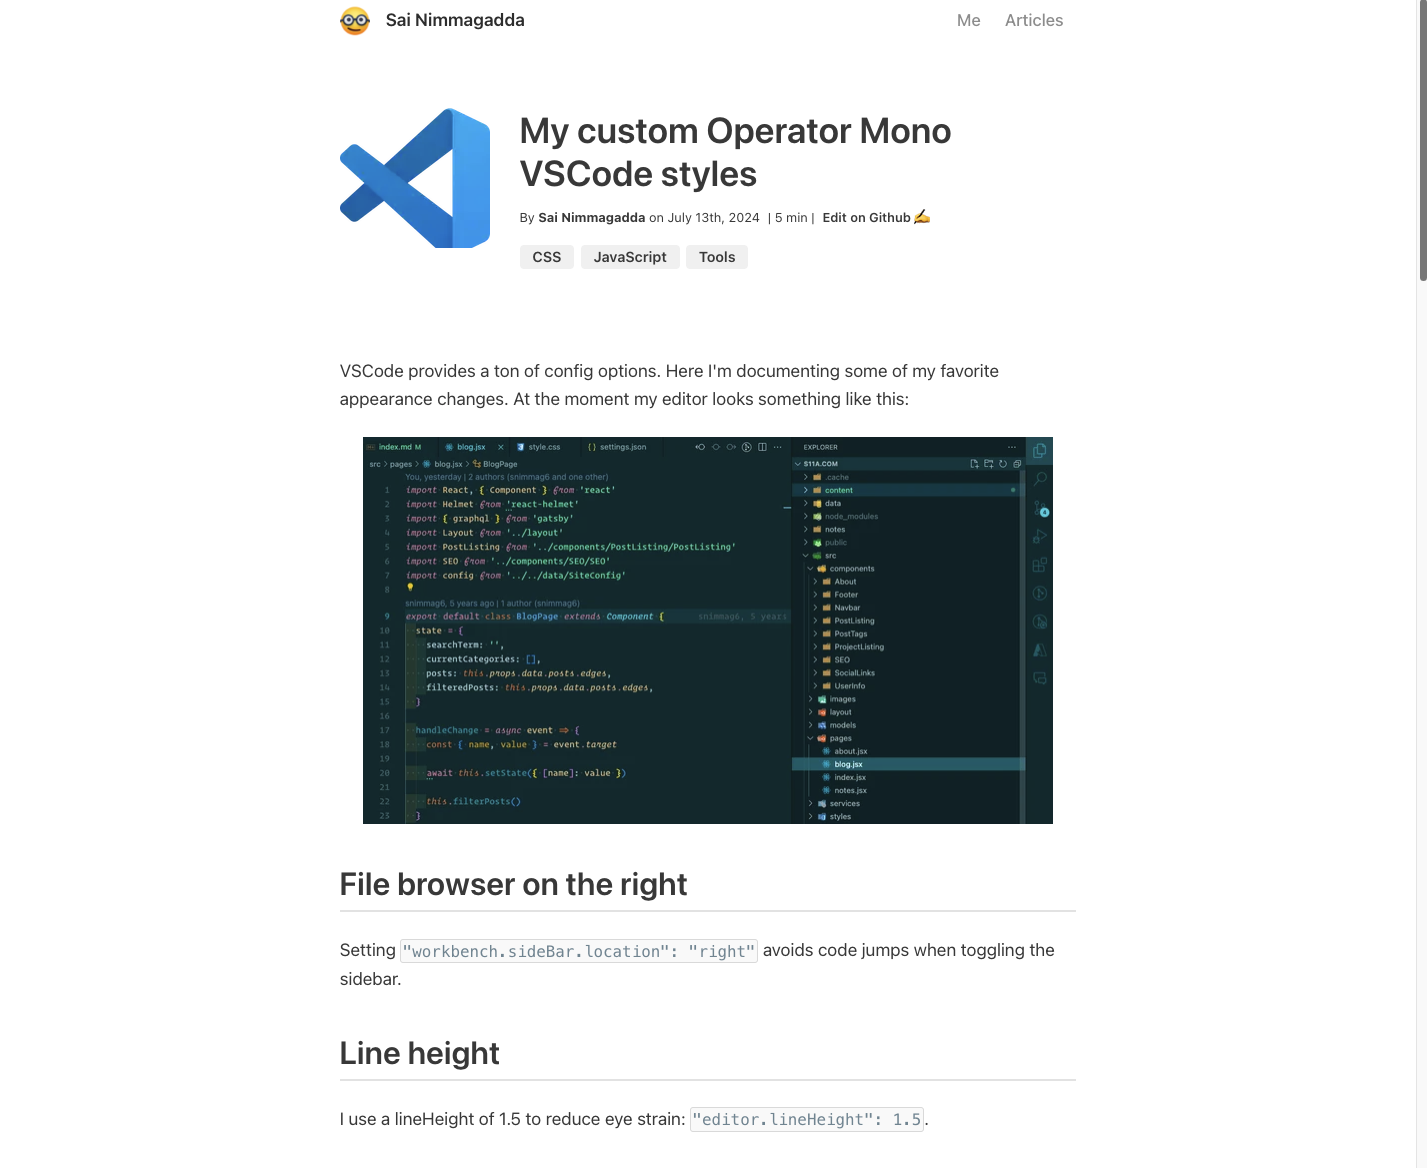 Sai Nimmagadda
Me
Articles
My custom Operator Mono
VSCode styles
By Sai Nimmagadda on July 13th, 2024 | 5 min | Edit on Github ✍️
CSS
JavaScript
Tools
VSCode provides a ton of config options. Here I'm documenting some of my favorite
appearance changes. At the moment my editor looks something like this:
index.md M
blog.jsx
style.css
{ } settings.json
src > pages > blog.jsx > BlogPage
You, yesterday | 2 authors (snimmag6 and one other)
1 import React, { Component } from 'react'
2 import Helmet from 'react-helmet'
3 import { graphql } from 'gatsby'
4 import Layout from '../layout'
5 import PostListing from '../components/PostListing/PostListing'
6 import SEO from '../components/SEO/SEO'
7 import config from '../../data/SiteConfig'
8
snimmag6, 5 years ago | 1 author (snimmag6)
9 export default class BlogPage extends Component { snimmag6, 5 years
10 state = {
11 searchTerm: '',
12 currentCategories: [],
13 posts: this.props.data.posts.edges,
14 filteredPosts: this.props.data.posts.edges,
15 }
16
17 handleChange = async event => {
18 const { name, value } = event.target
19
20 await this.setState({ [name]: value })
21
22 this.filterPosts()
23 }
EXPLORER
S11A.COM
.cache
content
data
node_modules
notes
public
src
components
About
Footer
Navbar
PostListing
PostTags
ProjectListing
SEO
SocialLinks
UserInfo
images
layout
models
pages
about.jsx
blog.jsx
index.jsx
notes.jsx
services
styles
File browser on the right
Setting "workbench.sideBar.location": "right" avoids code jumps when toggling the
sidebar.
Line height
I use a lineHeight of 1.5 to reduce eye strain: "editor.lineHeight": 1.5.